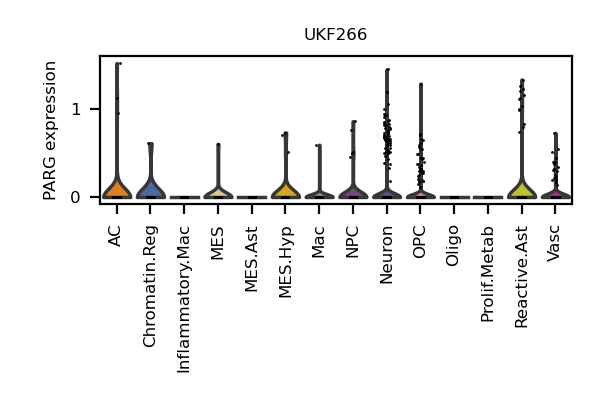 UKF266
PARG expression
1
0
AC
Chromatin.Reg
Inflammatory.Mac
MES
MES.Ast
MES.Hyp
Mac
NPC
Neuron
OPC
Oligo
Prolif.Metab
Reactive.Ast
Vasc